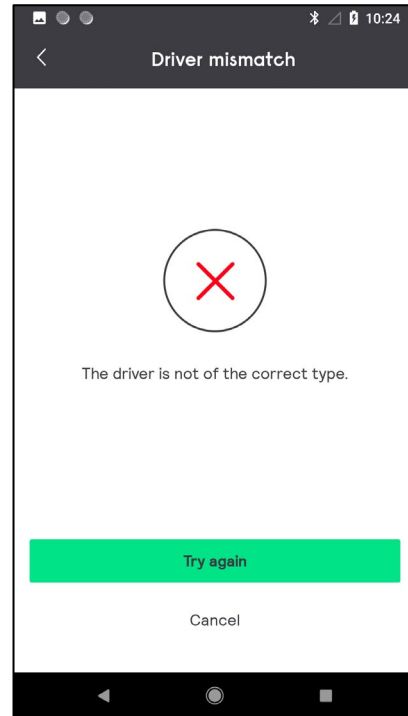 10:24
Driver mismatch
The driver is not of the correct type.
Try again
Cancel